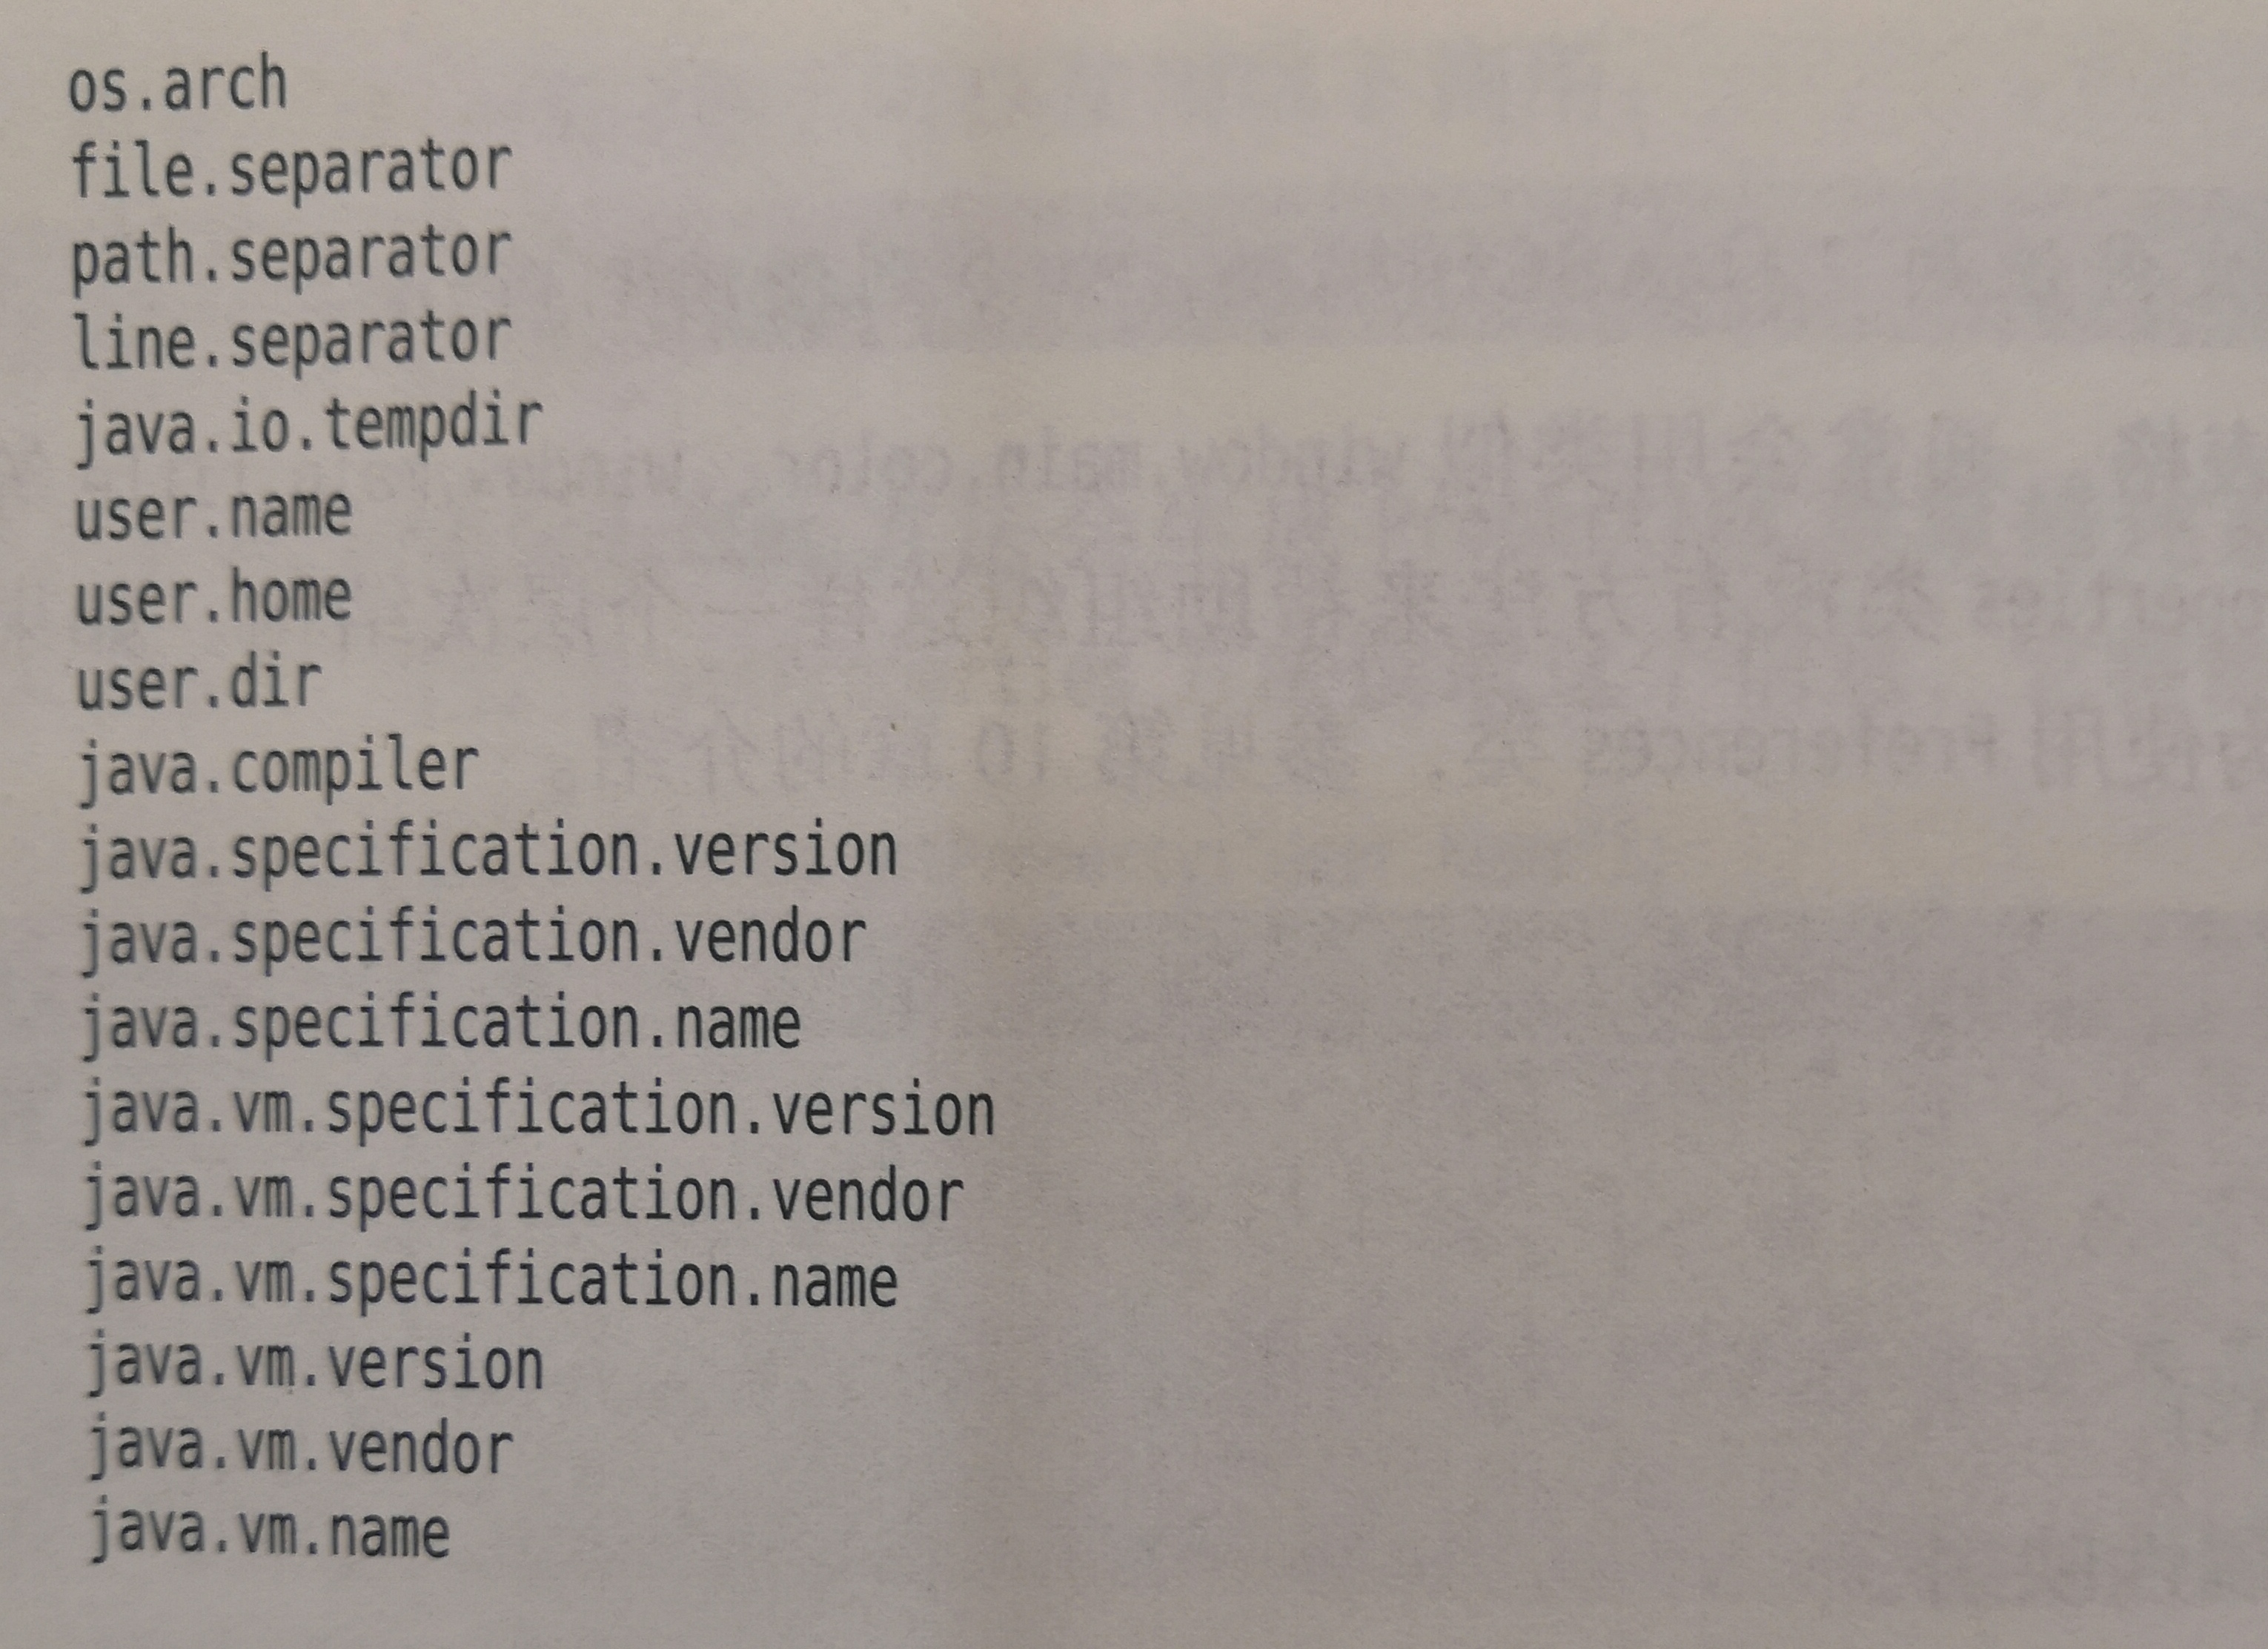 os.arch
file.separator
path.separator
line.separator
java.io.tempdir
user.name
user.home
user.dir
java.compiler
java.specification.version
java.specification.vendor
java.specification.name
java.vm.specification.version
java.vm.specification.vendor
java.vm.specification.name
java.vm.version
java.vm.vendor
java.vm.name